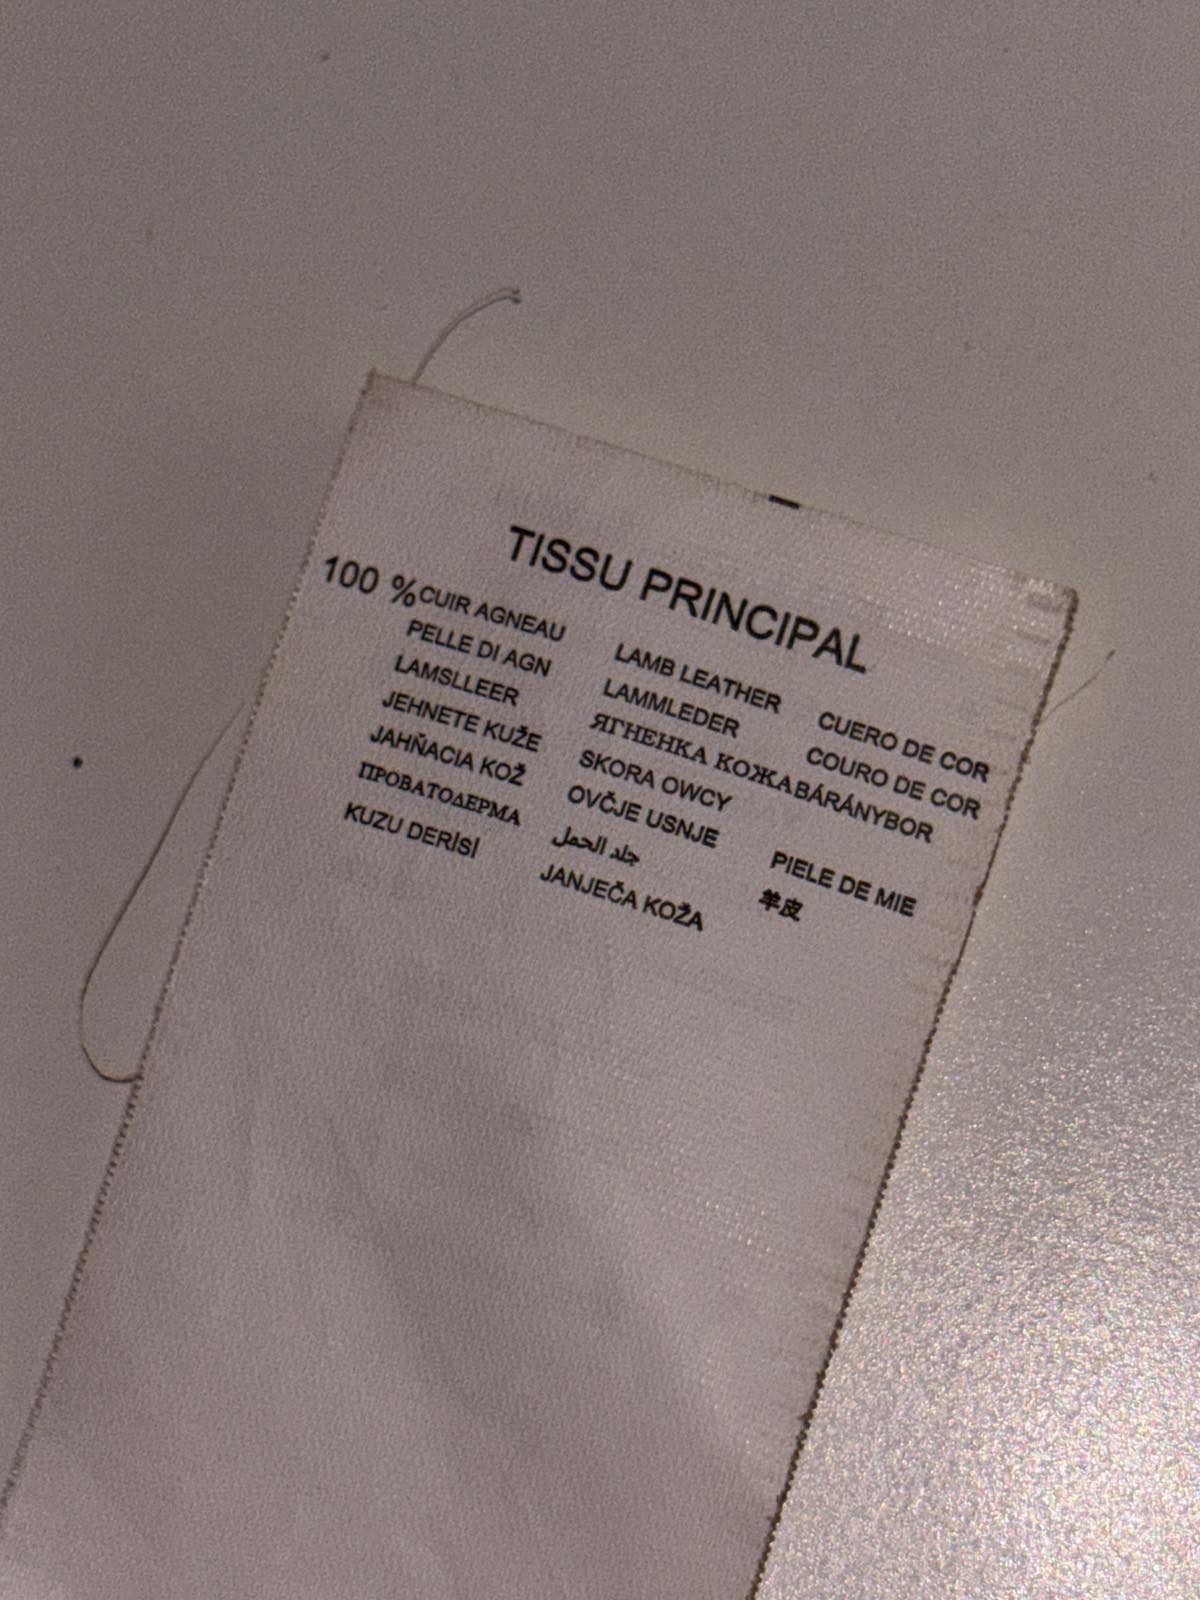 TISSU PRINCIPAL
100 % CUIR AGNEAU LAMB LEATHER CUERO DE COR
PELLE DI AGN LAMMLEDER COURO DE COR
LAMSLLEER ЯГНЕНКА КОЖА BÁRÁNYBOR
JEHNETE KUŽE SKORA OWCY
JAHŇACIA KOŽ OVČJE USNJE PIELE DE MIE
ΠΡΟΒΑΤΟΔΕΡΜΑ جلد الحمل 羊皮
KUZU DERİSİ JANJEČA KOŽA